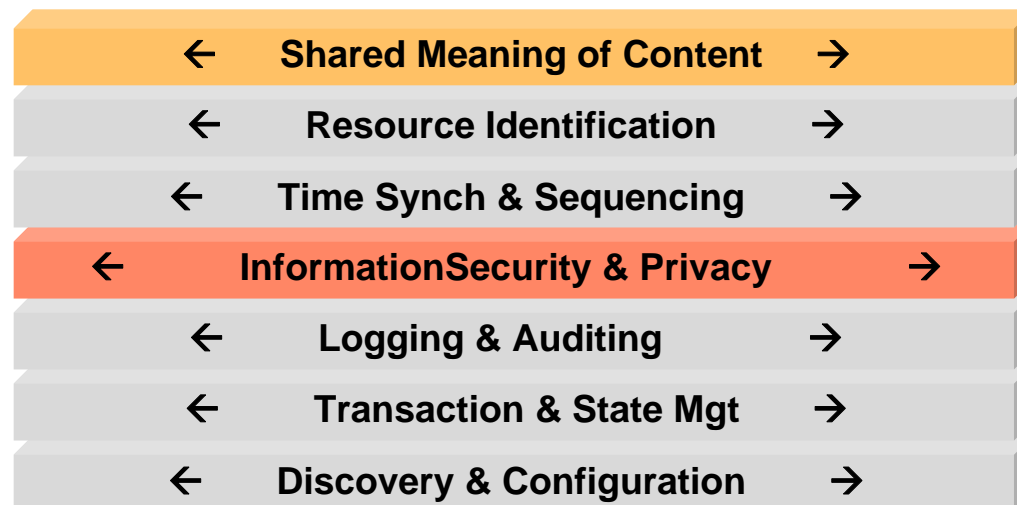 ← Shared Meaning of Content →
← Resource Identification →
← Time Synch & Sequencing →
← InformationSecurity & Privacy →
← Logging & Auditing →
← Transaction & State Mgt →
← Discovery & Configuration →